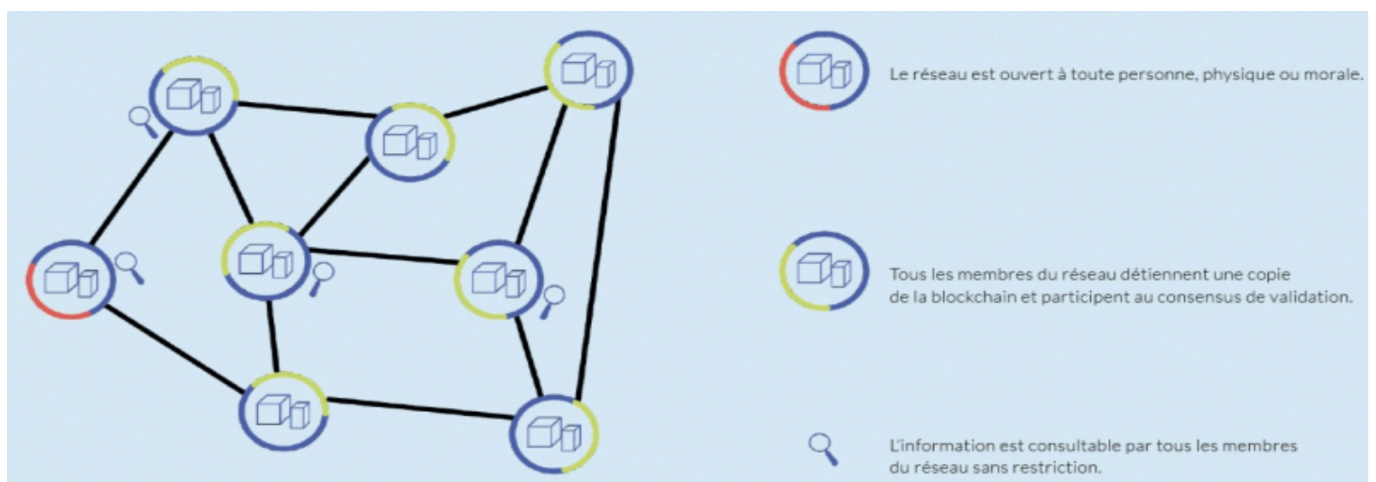 Le réseau est ouvert à toute personne, physique ou morale.
Tous les membres du réseau détiennent une copie
de la blockchain et participent au consensus de validation.
L'information est consultable par tous les membres
du réseau sans restriction.